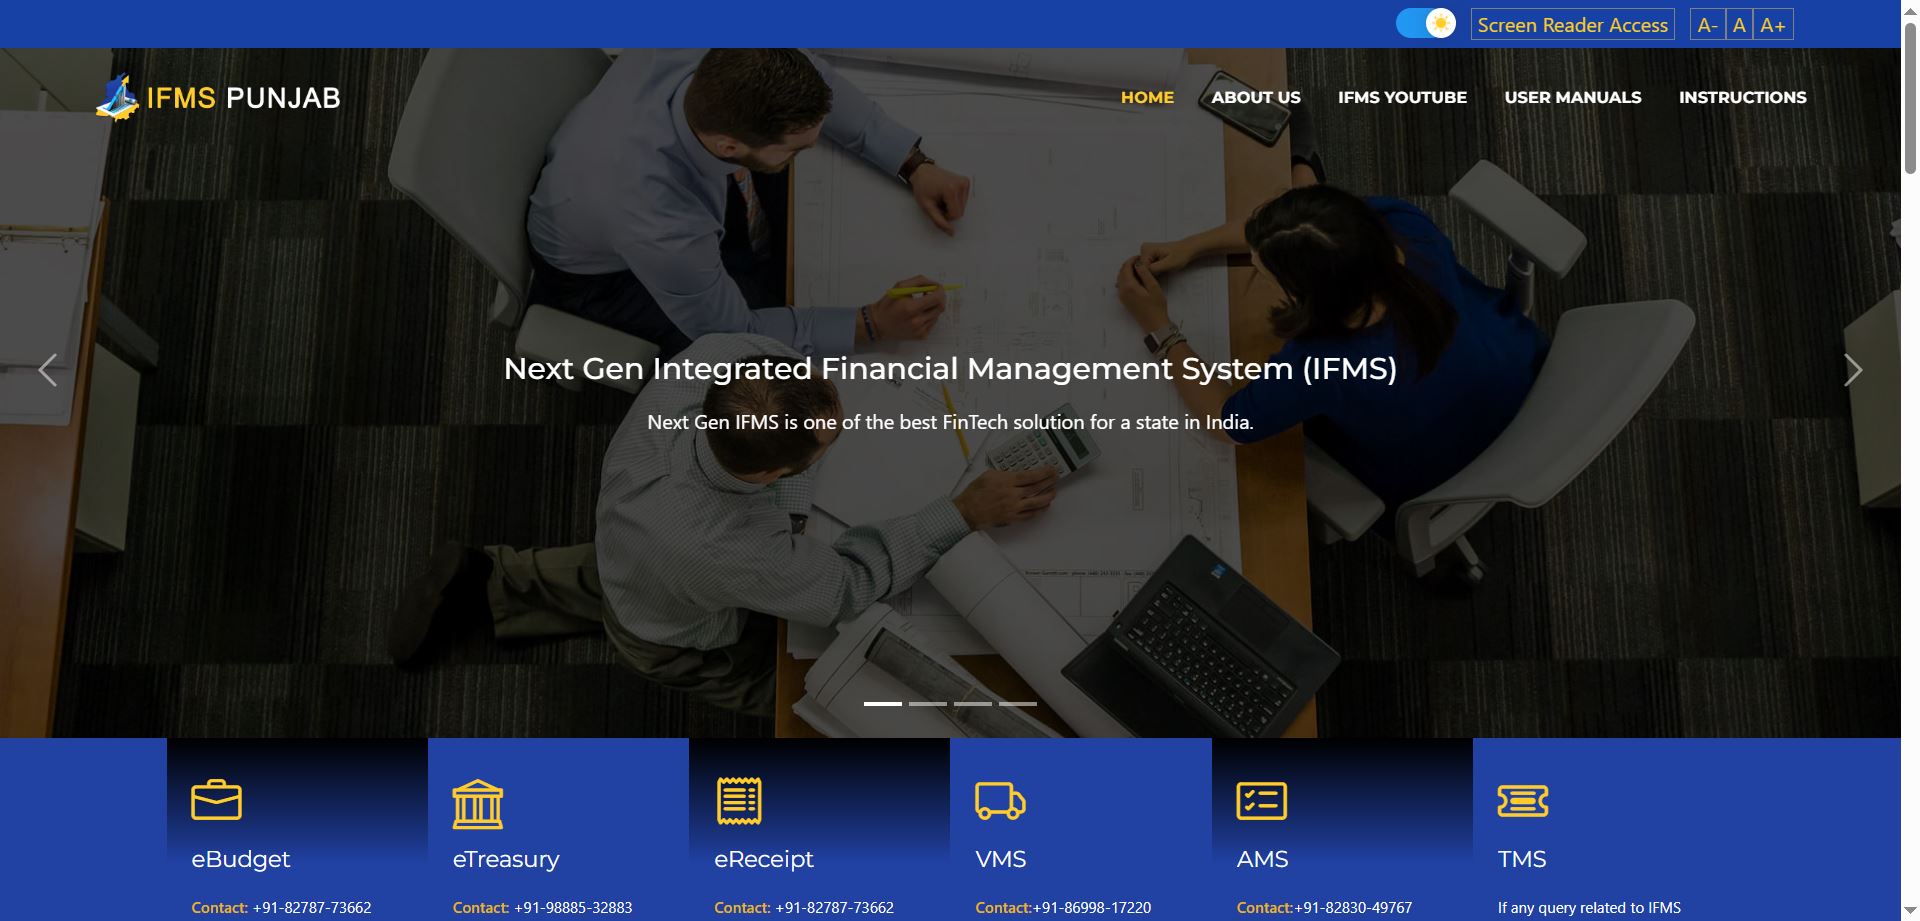 Screen Reader Access A- A A+
IFMS PUNJAB
HOME ABOUT US IFMS YOUTUBE USER MANUALS INSTRUCTIONS
Next Gen Integrated Financial Management System (IFMS)
Next Gen IFMS is one of the best FinTech solution for a state in India.
eBudget
Contact: +91-82787-73662
eTreasury
Contact: +91-98885-32883
eReceipt
Contact: +91-82787-73662
VMS
Contact:+91-86998-17220
AMS
Contact:+91-82830-49767
TMS
If any query related to IFMS